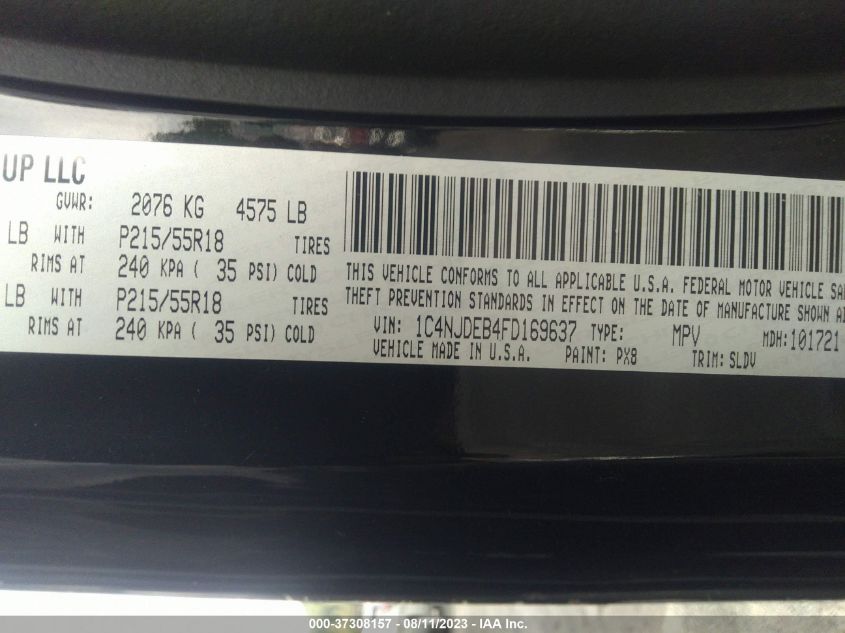 UP LLC
GVWR: 2076 KG 4575 LB
LB WITH P215/55R18 TIRES
RIMS AT 240 KPA ( 35 PSI) COLD
LB WITH P215/55R18 TIRES
RIMS AT 240 KPA ( 35 PSI) COLD
THIS VEHICLE CONFORMS TO ALL APPLICABLE U.S.A. FEDERAL MOTOR VEHICLE SA
THEFT PREVENTION STANDARDS IN EFFECT ON THE DATE OF MANUFACTURE SHOWN A
VIN: 1C4NJDEB4FD169637 TYPE: MPV MDH:101721
VEHICLE MADE IN U.S.A. PAINT: PX8 TRIM: SLDV
000-37308157 - 08/11/2023 - IAA Inc.